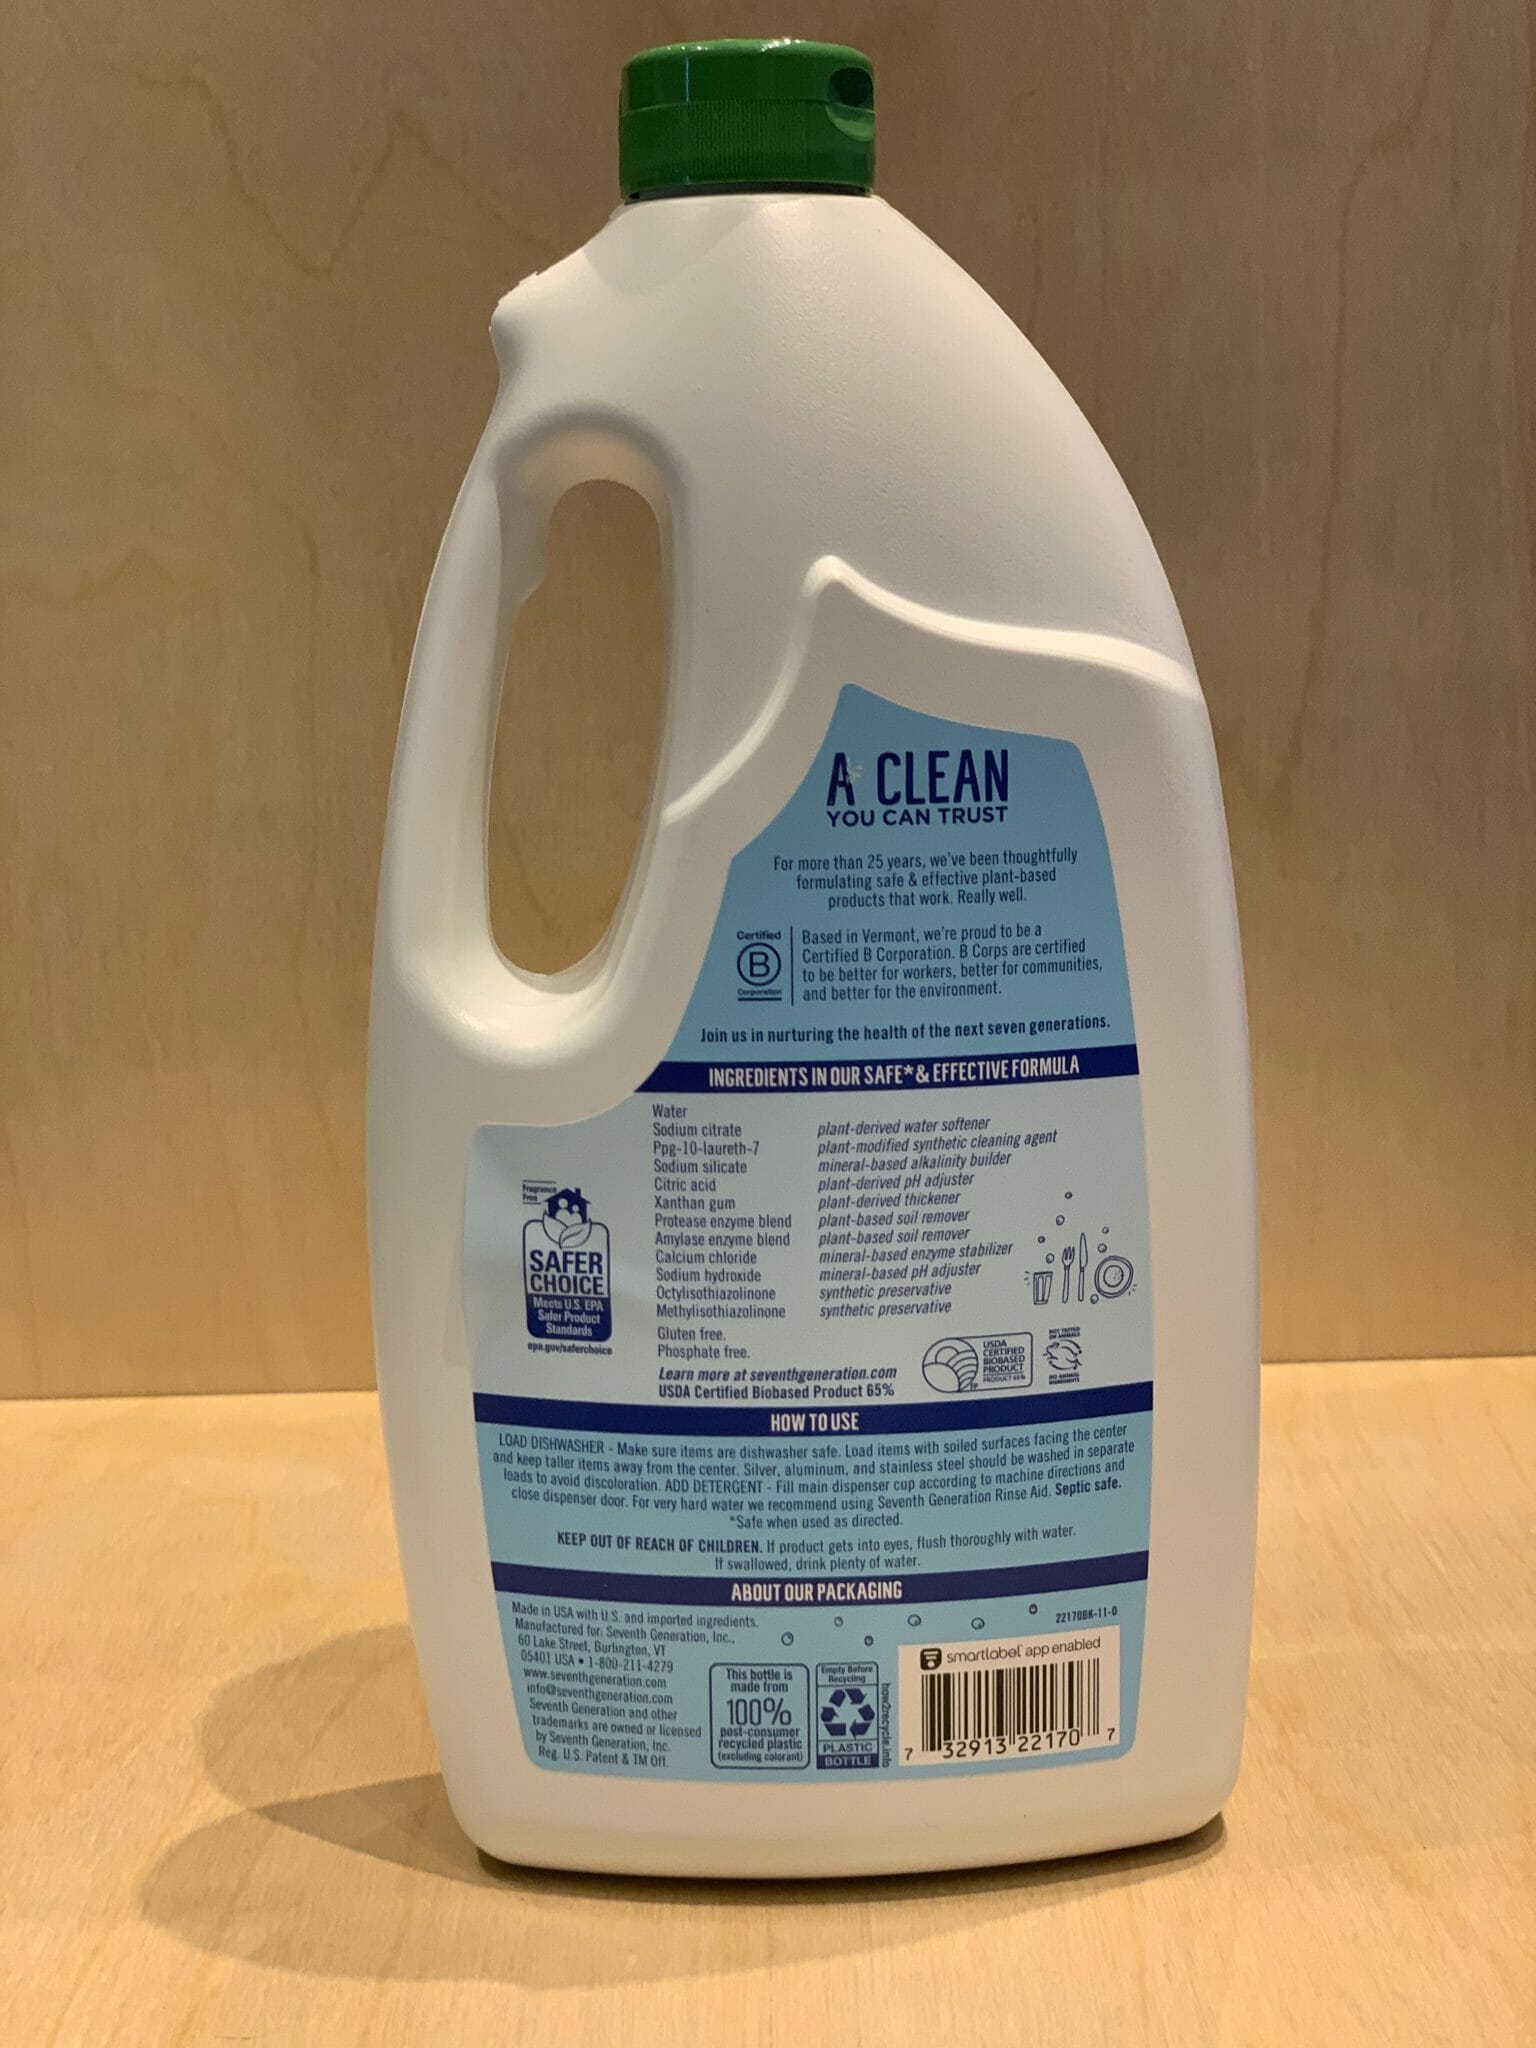 A CLEAN
YOU CAN TRUST
For more than 25 years, we've been thoughtfully
formulating safe & effective plant-based
products that work. Really well.
Certified
B
Corporation
Based in Vermont, we're proud to be a
Certified B Corporation. B Corps are certified
to be better for workers, better for communities,
and better for the environment.
Join us in nurturing the health of the next seven generations.
INGREDIENTS IN OUR SAFE* & EFFECTIVE FORMULA
Water
Sodium citrate plant-derived water softener
Ppg-10-laureth-7 plant-modified synthetic cleaning agent
Sodium silicate mineral-based alkalinity builder
Citric acid plant-derived pH adjuster
Xanthan gum plant-derived thickener
Protease enzyme blend plant-based soil remover
Amylase enzyme blend plant-based soil remover
Calcium chloride mineral-based enzyme stabilizer
Sodium hydroxide mineral-based pH adjuster
Octylisothiazolinone synthetic preservative
Methylisothiazolinone synthetic preservative
Gluten free.
Phosphate free.
Learn more at seventhgeneration.com
USDA Certified Biobased Product 65%
Fragrance
Free
SAFER
CHOICE
Meets U.S. EPA
Safer Product
Standards
epa.gov/saferchoice
USDA
CERTIFIED
BIOBASED
PRODUCT
PRODUCT 65%
FP
NOT TESTED
ON ANIMALS
NO ANIMAL
INGREDIENTS
HOW TO USE
LOAD DISHWASHER - Make sure items are dishwasher safe. Load items with soiled surfaces facing the center
and keep taller items away from the center. Silver, aluminum, and stainless steel should be washed in separate
loads to avoid discoloration. ADD DETERGENT - Fill main dispenser cup according to machine directions and
close dispenser door. For very hard water we recommend using Seventh Generation Rinse Aid. Septic safe.
*Safe when used as directed.
KEEP OUT OF REACH OF CHILDREN. If product gets into eyes, flush thoroughly with water.
If swallowed, drink plenty of water.
ABOUT OUR PACKAGING
Made in USA with U.S. and imported ingredients.
Manufactured for: Seventh Generation, Inc.,
60 Lake Street, Burlington, VT
05401 USA • 1-800-211-4279
www.seventhgeneration.com
info@seventhgeneration.com
Seventh Generation and other
trademarks are owned or licensed
by Seventh Generation, Inc.
Reg. U.S. Patent & TM Off.
This bottle is
made from
100%
post-consumer
recycled plastic
(excluding colorant)
Empty Before
Recycling
PLASTIC
BOTTLE
how2recycle.info
22170BK-11-0
smartlabel app enabled
7 32913 22170 7